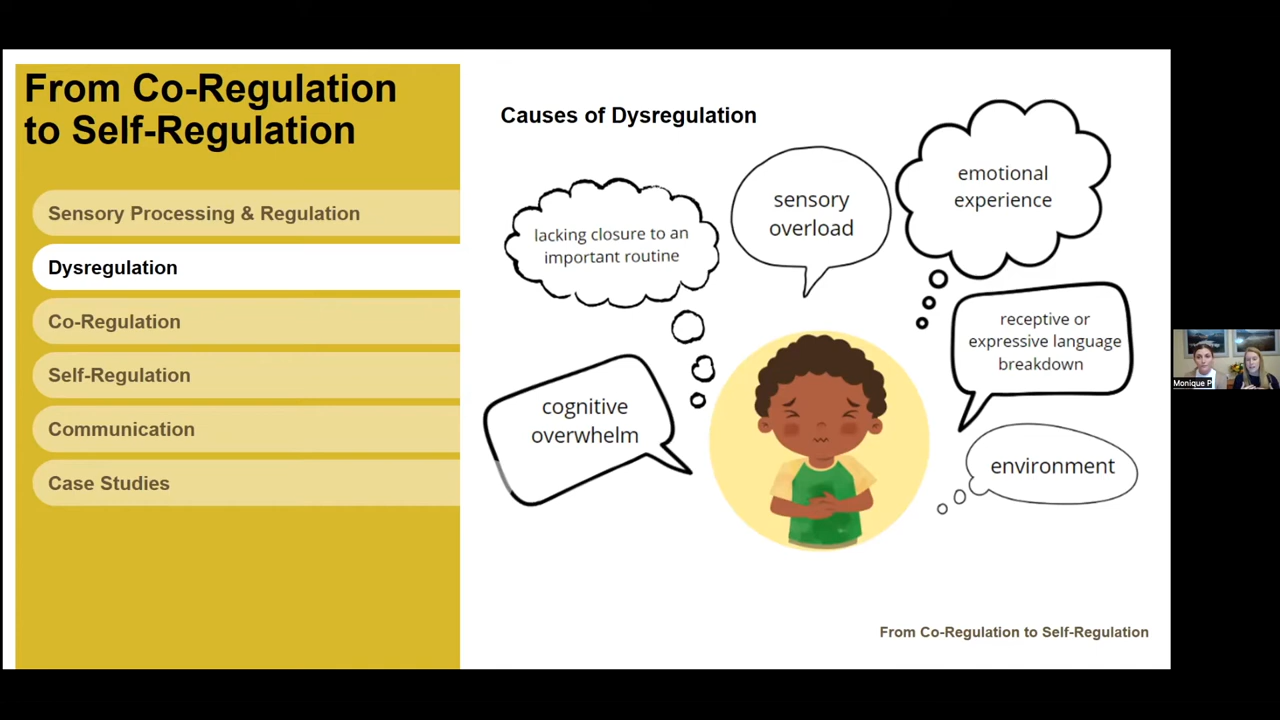 From Co-Regulation
to Self-Regulation
Sensory Processing & Regulation
Dysregulation
Co-Regulation
Self-Regulation
Communication
Case Studies
Causes of Dysregulation
lacking closure to an
important routine
sensory
overload
emotional
experience
cognitive
overwhelm
receptive or
expressive language
breakdown
environment
From Co-Regulation to Self-Regulation
Monique P